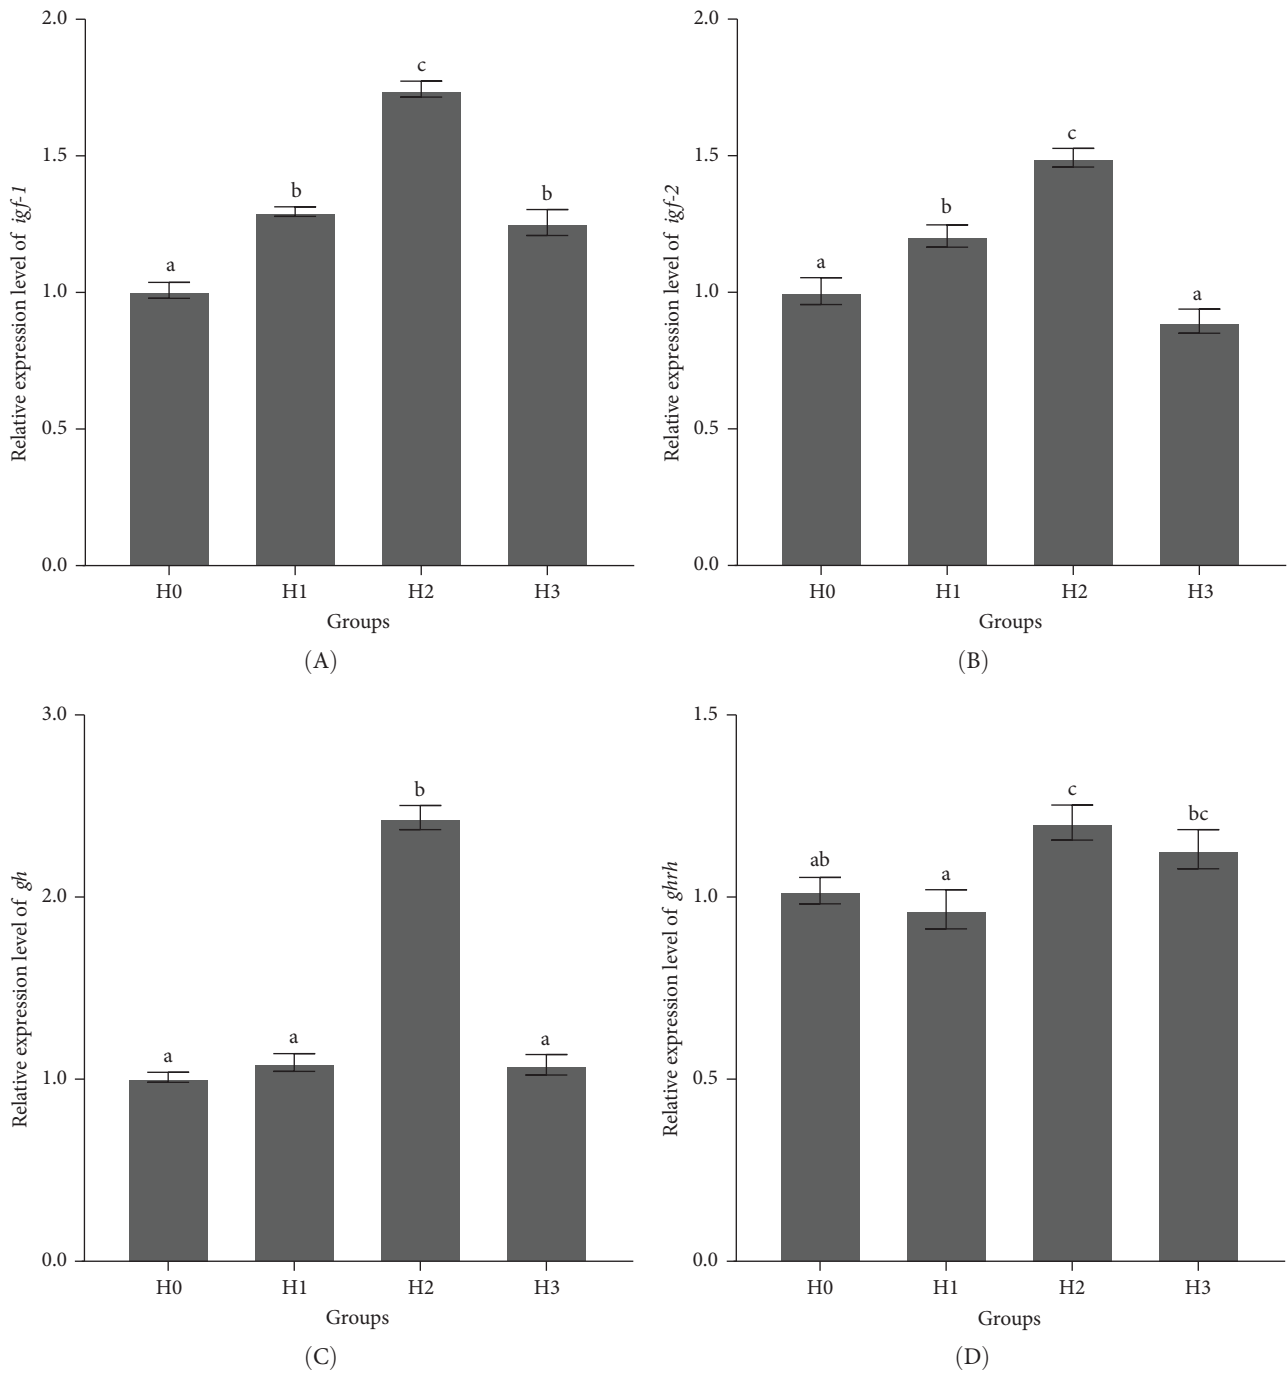 2.0
c
1.5
b
b
a
1.0
0.5
0.0
H0 H1 H2 H3
Groups
Relative expression level of igf-1
(A)
2.0
c
1.5
b
a
a
1.0
0.5
0.0
H0 H1 H2 H3
Groups
Relative expression level of igf-2
(B)
3.0
b
2.0
a
a
a
1.0
0.0
H0 H1 H2 H3
Groups
Relative expression level of gh
(C)
1.5
c
bc
ab
a
1.0
0.5
0.0
H0 H1 H2 H3
Groups
Relative expression level of ghrh
(D)